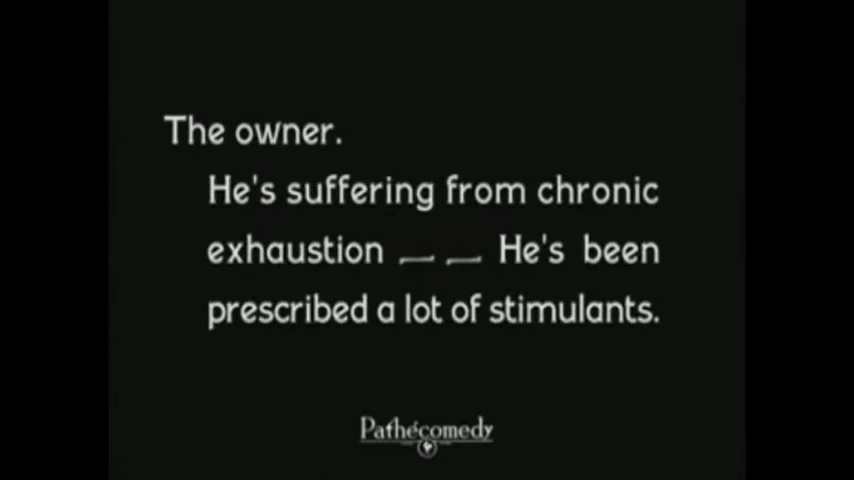 The owner.
He's suffering from chronic
exhaustion — — He's been
prescribed a lot of stimulants.
Pathécomedy